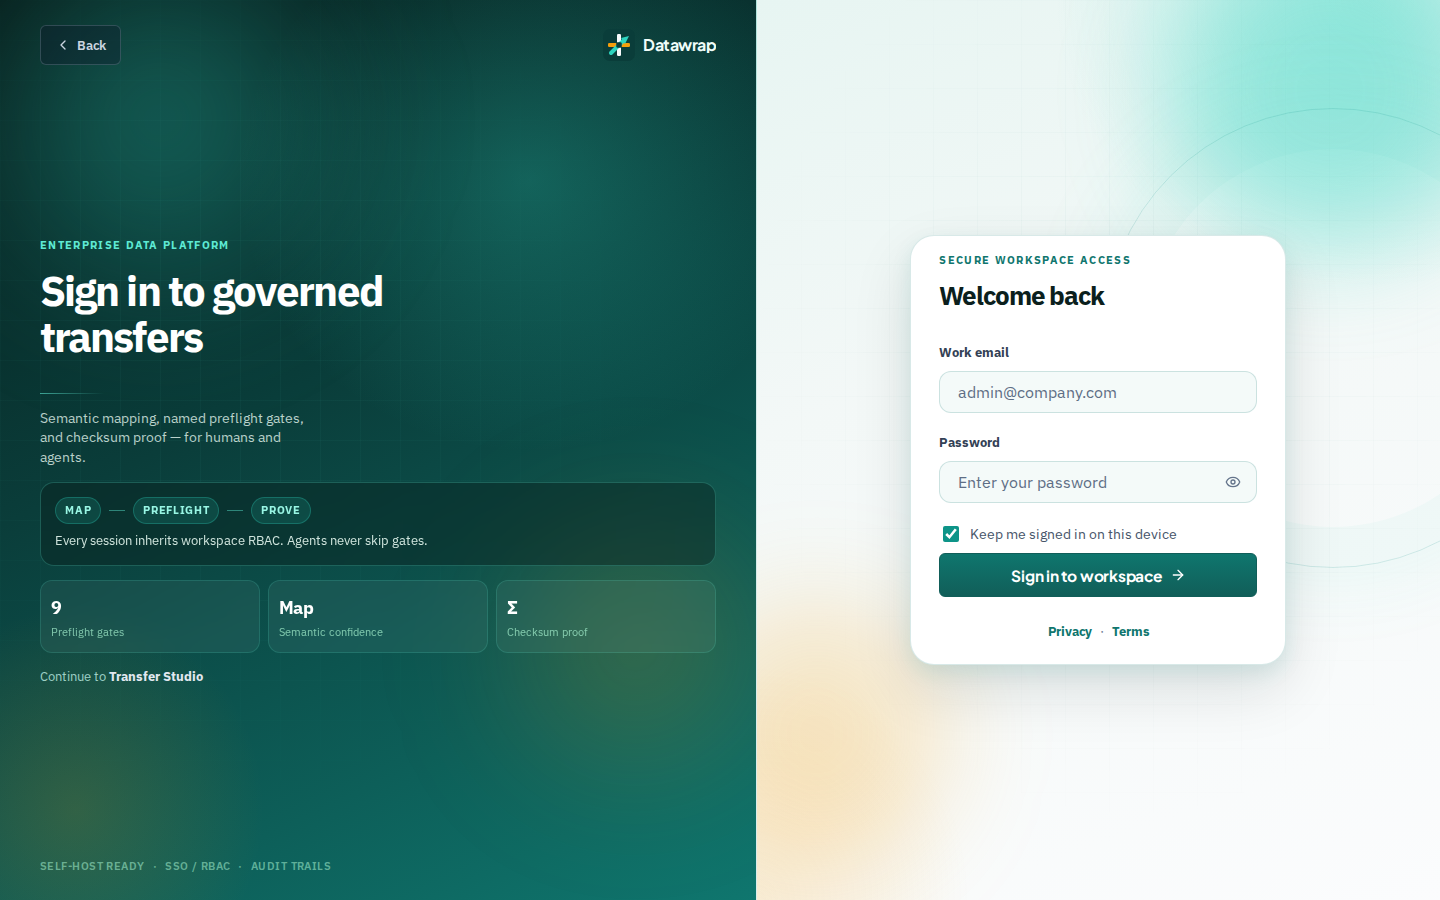 Back
Datawrap
ENTERPRISE DATA PLATFORM
Sign in to governed
transfers
Semantic mapping, named preflight gates,
and checksum proof — for humans and
agents.
MAP — PREFLIGHT — PROVE
Every session inherits workspace RBAC. Agents never skip gates.
9
Preflight gates
Map
Semantic confidence
Σ
Checksum proof
Continue to Transfer Studio
SELF-HOST READY · SSO / RBAC · AUDIT TRAILS
SECURE WORKSPACE ACCESS
Welcome back
Work email
admin@company.com
Password
Enter your password
Keep me signed in on this device
Sign in to workspace →
Privacy · Terms